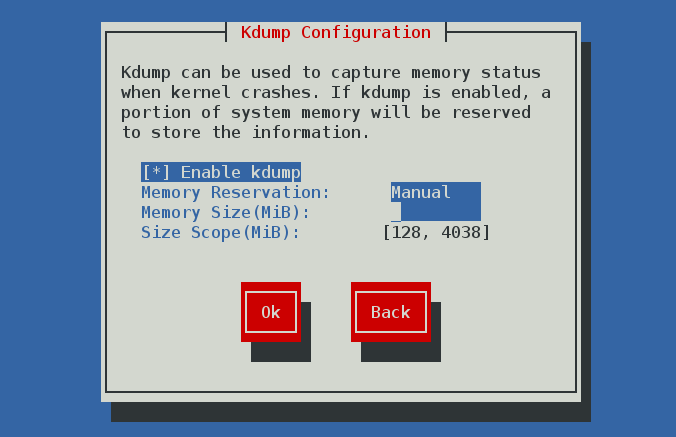 Kdump Configuration
Kdump can be used to capture memory status
when kernel crashes. If kdump is enabled, a
portion of system memory will be reserved
to store the information.
[*] Enable kdump
Memory Reservation: Manual
Memory Size(MiB): _
Size Scope(MiB): [128, 4038]
Ok Back